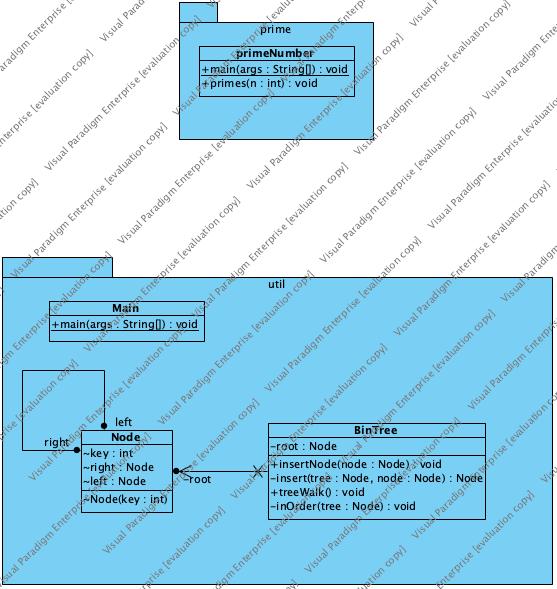 prime
primeNumber
+main(args : String[]) : void
+primes(n : int) : void
util
Main
+main(args : String[]) : void
left
right
Node
~key : int
~right : Node
~left : Node
~Node(key : int)
~root
BinTree
~root : Node
+insertNode(node : Node) : void
-insert(tree : Node, node : Node) : Node
+treeWalk() : void
-inOrder(tree : Node) : void
Visual Paradigm Enterprise [evaluation copy]